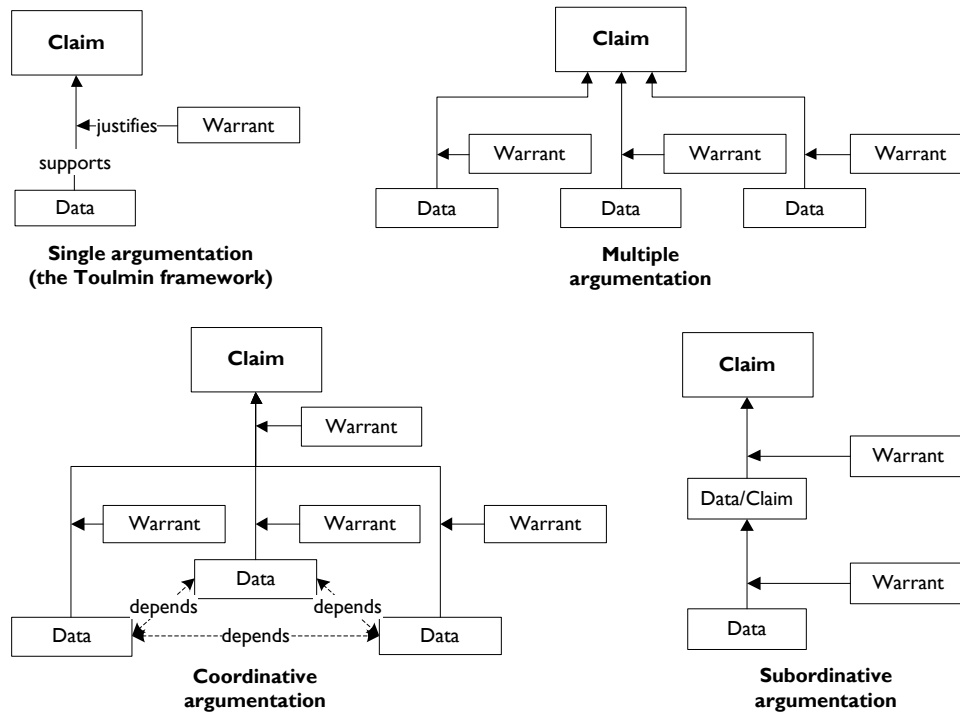 Claim
justifies
Warrant
supports
Data
Single argumentation
(the Toulmin framework)
Claim
Warrant
Warrant
Warrant
Data
Data
Data
Multiple
argumentation
Claim
Warrant
Warrant
Warrant
Warrant
Data
depends
depends
Data
depends
Data
Coordinative
argumentation
Claim
Warrant
Data/Claim
Warrant
Data
Subordinative
argumentation